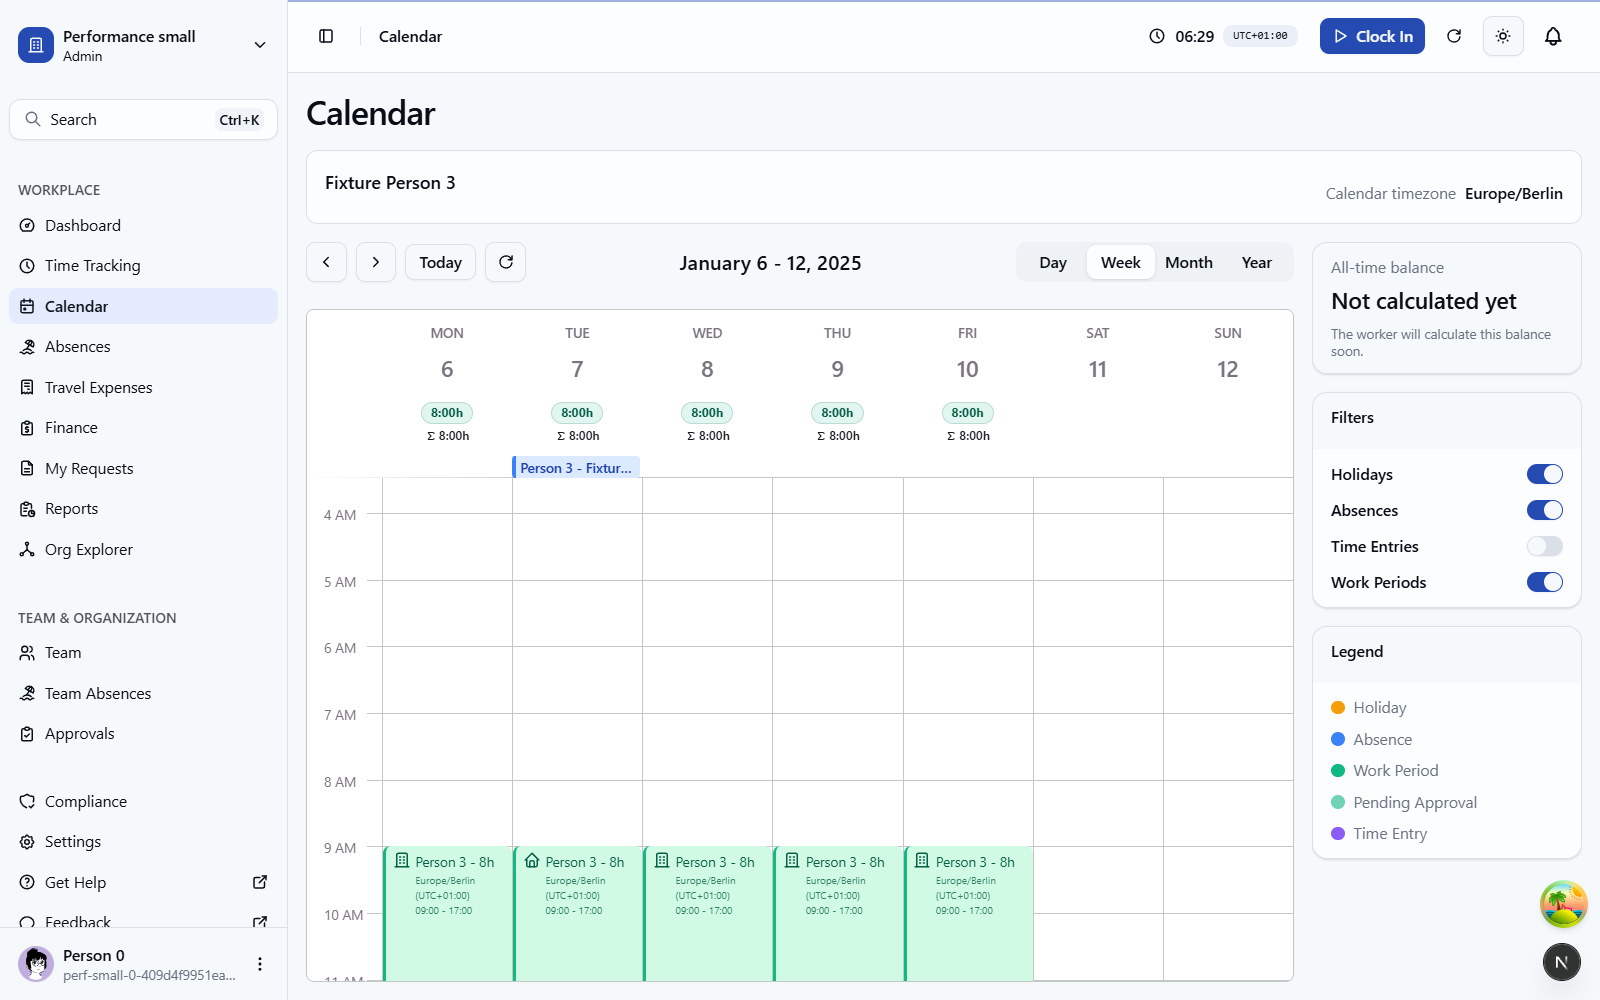 Performance small
Admin
Search
Ctrl+K
WORKPLACE
Dashboard
Time Tracking
Calendar
Absences
Travel Expenses
Finance
My Requests
Reports
Org Explorer
TEAM & ORGANIZATION
Team
Team Absences
Approvals
Compliance
Settings
Get Help
Feedback
Person 0
perf-small-0-409d4f9951ea...
Calendar
06:29 UTC+01:00
Clock In
Calendar
Fixture Person 3
Calendar timezone Europe/Berlin
Today
January 6 - 12, 2025
Day Week Month Year
MON TUE WED THU FRI SAT SUN
6 7 8 9 10 11 12
8:00h 8:00h 8:00h 8:00h 8:00h
Σ 8:00h Σ 8:00h Σ 8:00h Σ 8:00h Σ 8:00h
Person 3 - Fixtur...
4 AM
5 AM
6 AM
7 AM
8 AM
9 AM
Person 3 - 8h Person 3 - 8h Person 3 - 8h Person 3 - 8h Person 3 - 8h
Europe/Berlin Europe/Berlin Europe/Berlin Europe/Berlin Europe/Berlin
(UTC+01:00) (UTC+01:00) (UTC+01:00) (UTC+01:00) (UTC+01:00)
09:00 - 17:00 09:00 - 17:00 09:00 - 17:00 09:00 - 17:00 09:00 - 17:00
10 AM
11 AM
All-time balance
Not calculated yet
The worker will calculate this balance
soon.
Filters
Holidays
Absences
Time Entries
Work Periods
Legend
Holiday
Absence
Work Period
Pending Approval
Time Entry
N